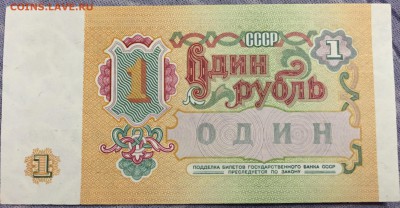 COINS.LAVE.RU
СССР
1
Один
1
рубль
ОДИН
1
ПОДДЕЛКА БИЛЕТОВ ГОСУДАРСТВЕННОГО БАНКА СССР
ПРЕСЛЕДУЕТСЯ ПО ЗАКОНУ